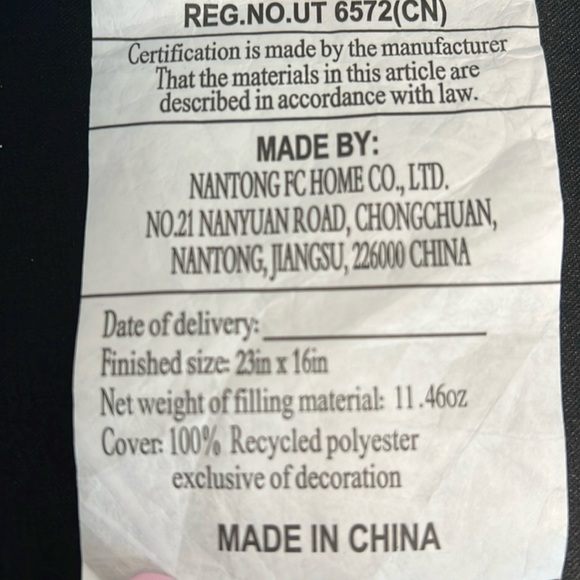 REG.NO.UT 6572(CN)
Certification is made by the manufacturer
That the materials in this article are
described in accordance with law.
MADE BY:
NANTONG FC HOME CO., LTD.
NO.21 NANYUAN ROAD, CHONGCHUAN,
NANTONG, JIANGSU, 226000 CHINA
Date of delivery:
Finished size: 23in x 16in
Net weight of filling material: 11.46oz
Cover: 100% Recycled polyester
exclusive of decoration
MADE IN CHINA